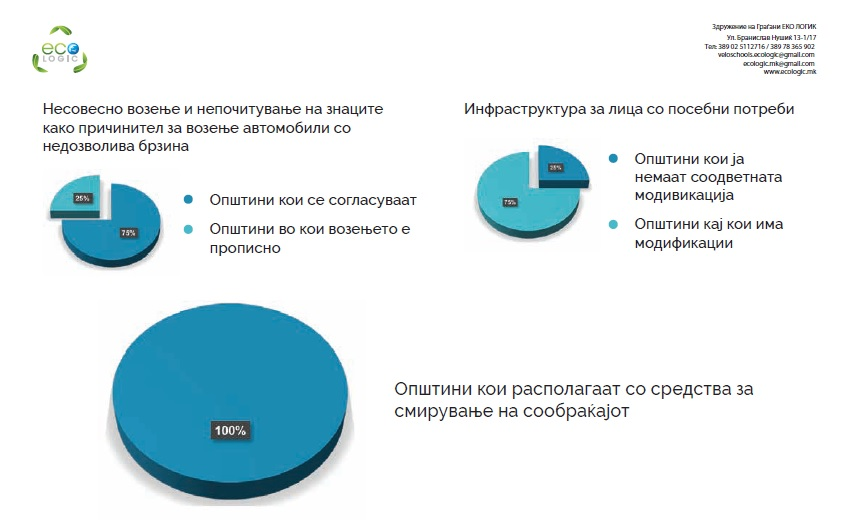 eco
LOGIC
Здружение на Граѓани ЕКО ЛОГИК
Ул. Бранислав Нушиќ 13-1/17
Тел: 389 02 5112716 / 389 78 365 902
veloschools.ecologic@gmail.com
ecologic.mk@gmail.com
www.ecologic.mk
Несовесно возење и непочитување на знаците
како причинител за возење автомобили со
недозволива брзина
25%
75%
Општини кои се согласуваат
Општини во кои возењето е
прописно
Инфраструктура за лица со посебни потреби
25%
75%
Општини кои ја
немаат соодветната
модивикација
Општини кај кои има
модификации
100%
Општини кои располагаат со средства за
смирување на сообраќајот